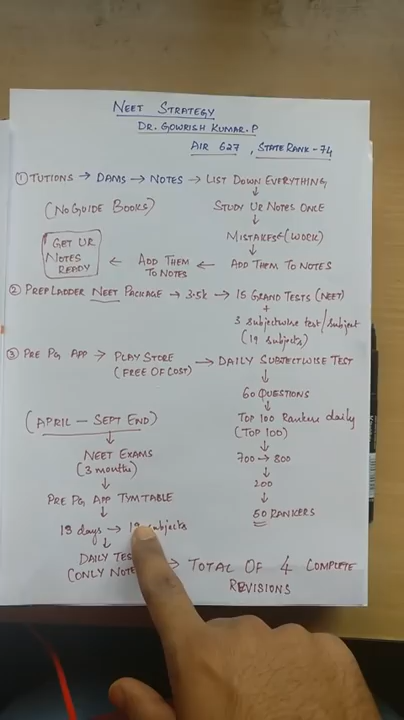 NEET STRATEGY
DR. GOWRISH KUMAR. P
AIR 627 , STATE RANK - 74
① TUTIONS → DAMS → NOTES → LIST DOWN EVERYTHING
↓
(NO GUIDE BOOKS) STUDY UR NOTES ONCE
↓
MISTAKES (WORK)
↓
GET UR NOTES READY ← ADD THEM TO NOTES ← ADD THEM TO NOTES
② PREPLADDER NEET PACKAGE → 3.5k → 15 GRAND TESTS (NEET)
+
3 subjectwise test/subject
(19 subjects)
③ PRE PG APP → PLAY STORE → DAILY SUBJECTWISE TEST
(FREE OF COST)
↓
60 QUESTIONS
↓
TOP 100 Rankers daily
(TOP 100)
↓
700 → 800
↓
200
↓
50 RANKERS
(APRIL – SEPT END)
↓
NEET EXAMS
(3 months)
↓
PRE PG APP TYMTABLE
↓
19 days → subjects
↓
DAILY
(ONLY → TOTAL OF 4 COMPLETE
REVISIONS